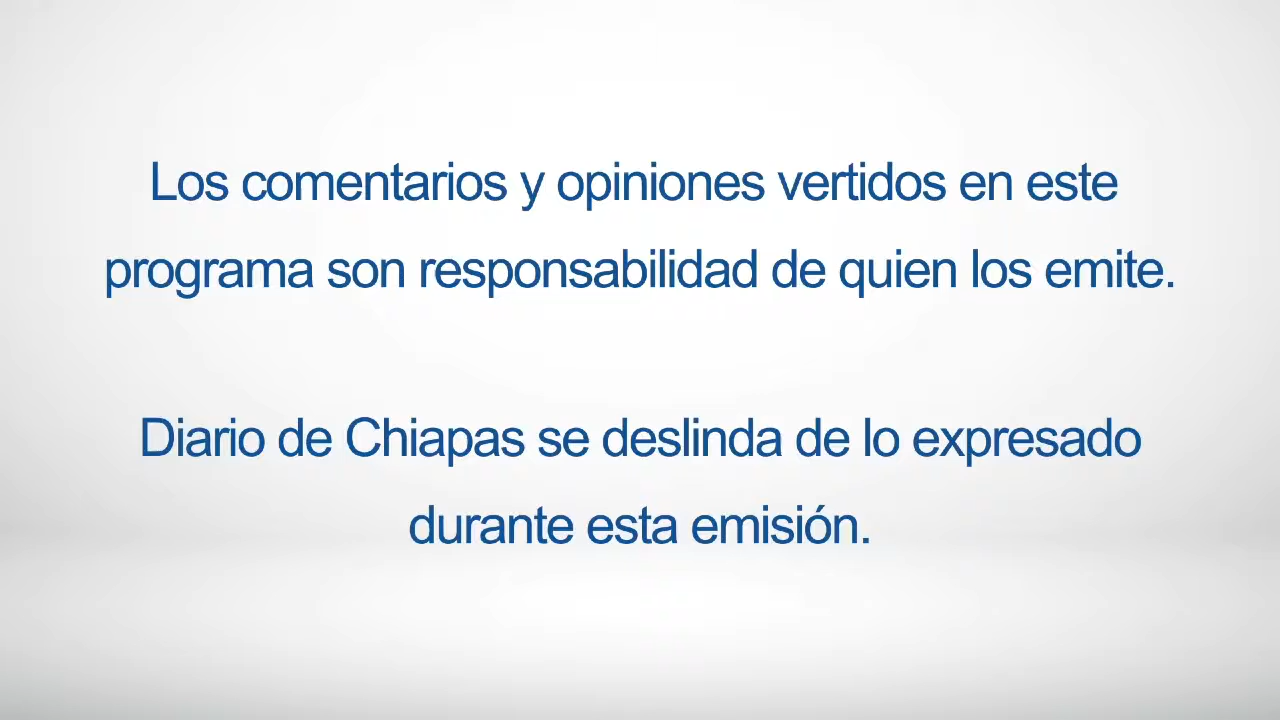 Los comentarios y opiniones vertidos en este
programa son responsabilidad de quien los emite.
Diario de Chiapas se deslinda de lo expresado
durante esta emisión.